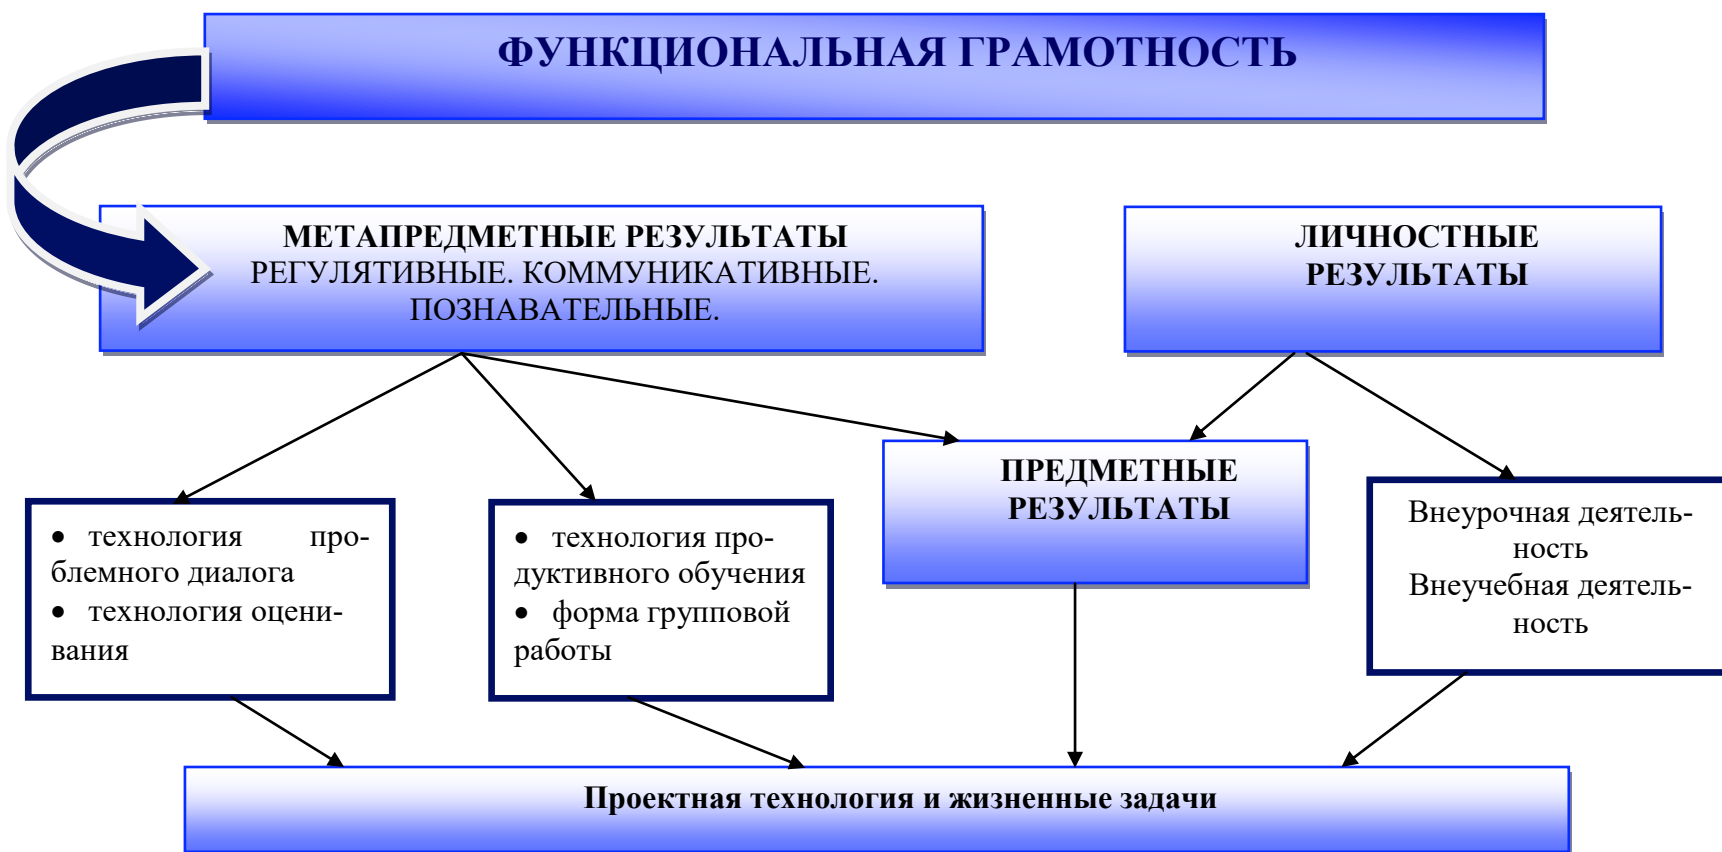 ФУНКЦИОНАЛЬНАЯ ГРАМОТНОСТЬ
МЕТАПРЕДМЕТНЫЕ РЕЗУЛЬТАТЫ
РЕГУЛЯТИВНЫЕ. КОММУНИКАТИВНЫЕ.
ПОЗНАВАТЕЛЬНЫЕ.
ЛИЧНОСТНЫЕ
РЕЗУЛЬТАТЫ
ПРЕДМЕТНЫЕ
РЕЗУЛЬТАТЫ
• технология про-
блемного диалога
• технология оцени-
вания
• технология про-
дуктивного обучения
• форма групповой
работы
Внеурочная деятель-
ность
Внеучебная деятель-
ность
Проектная технология и жизненные задачи